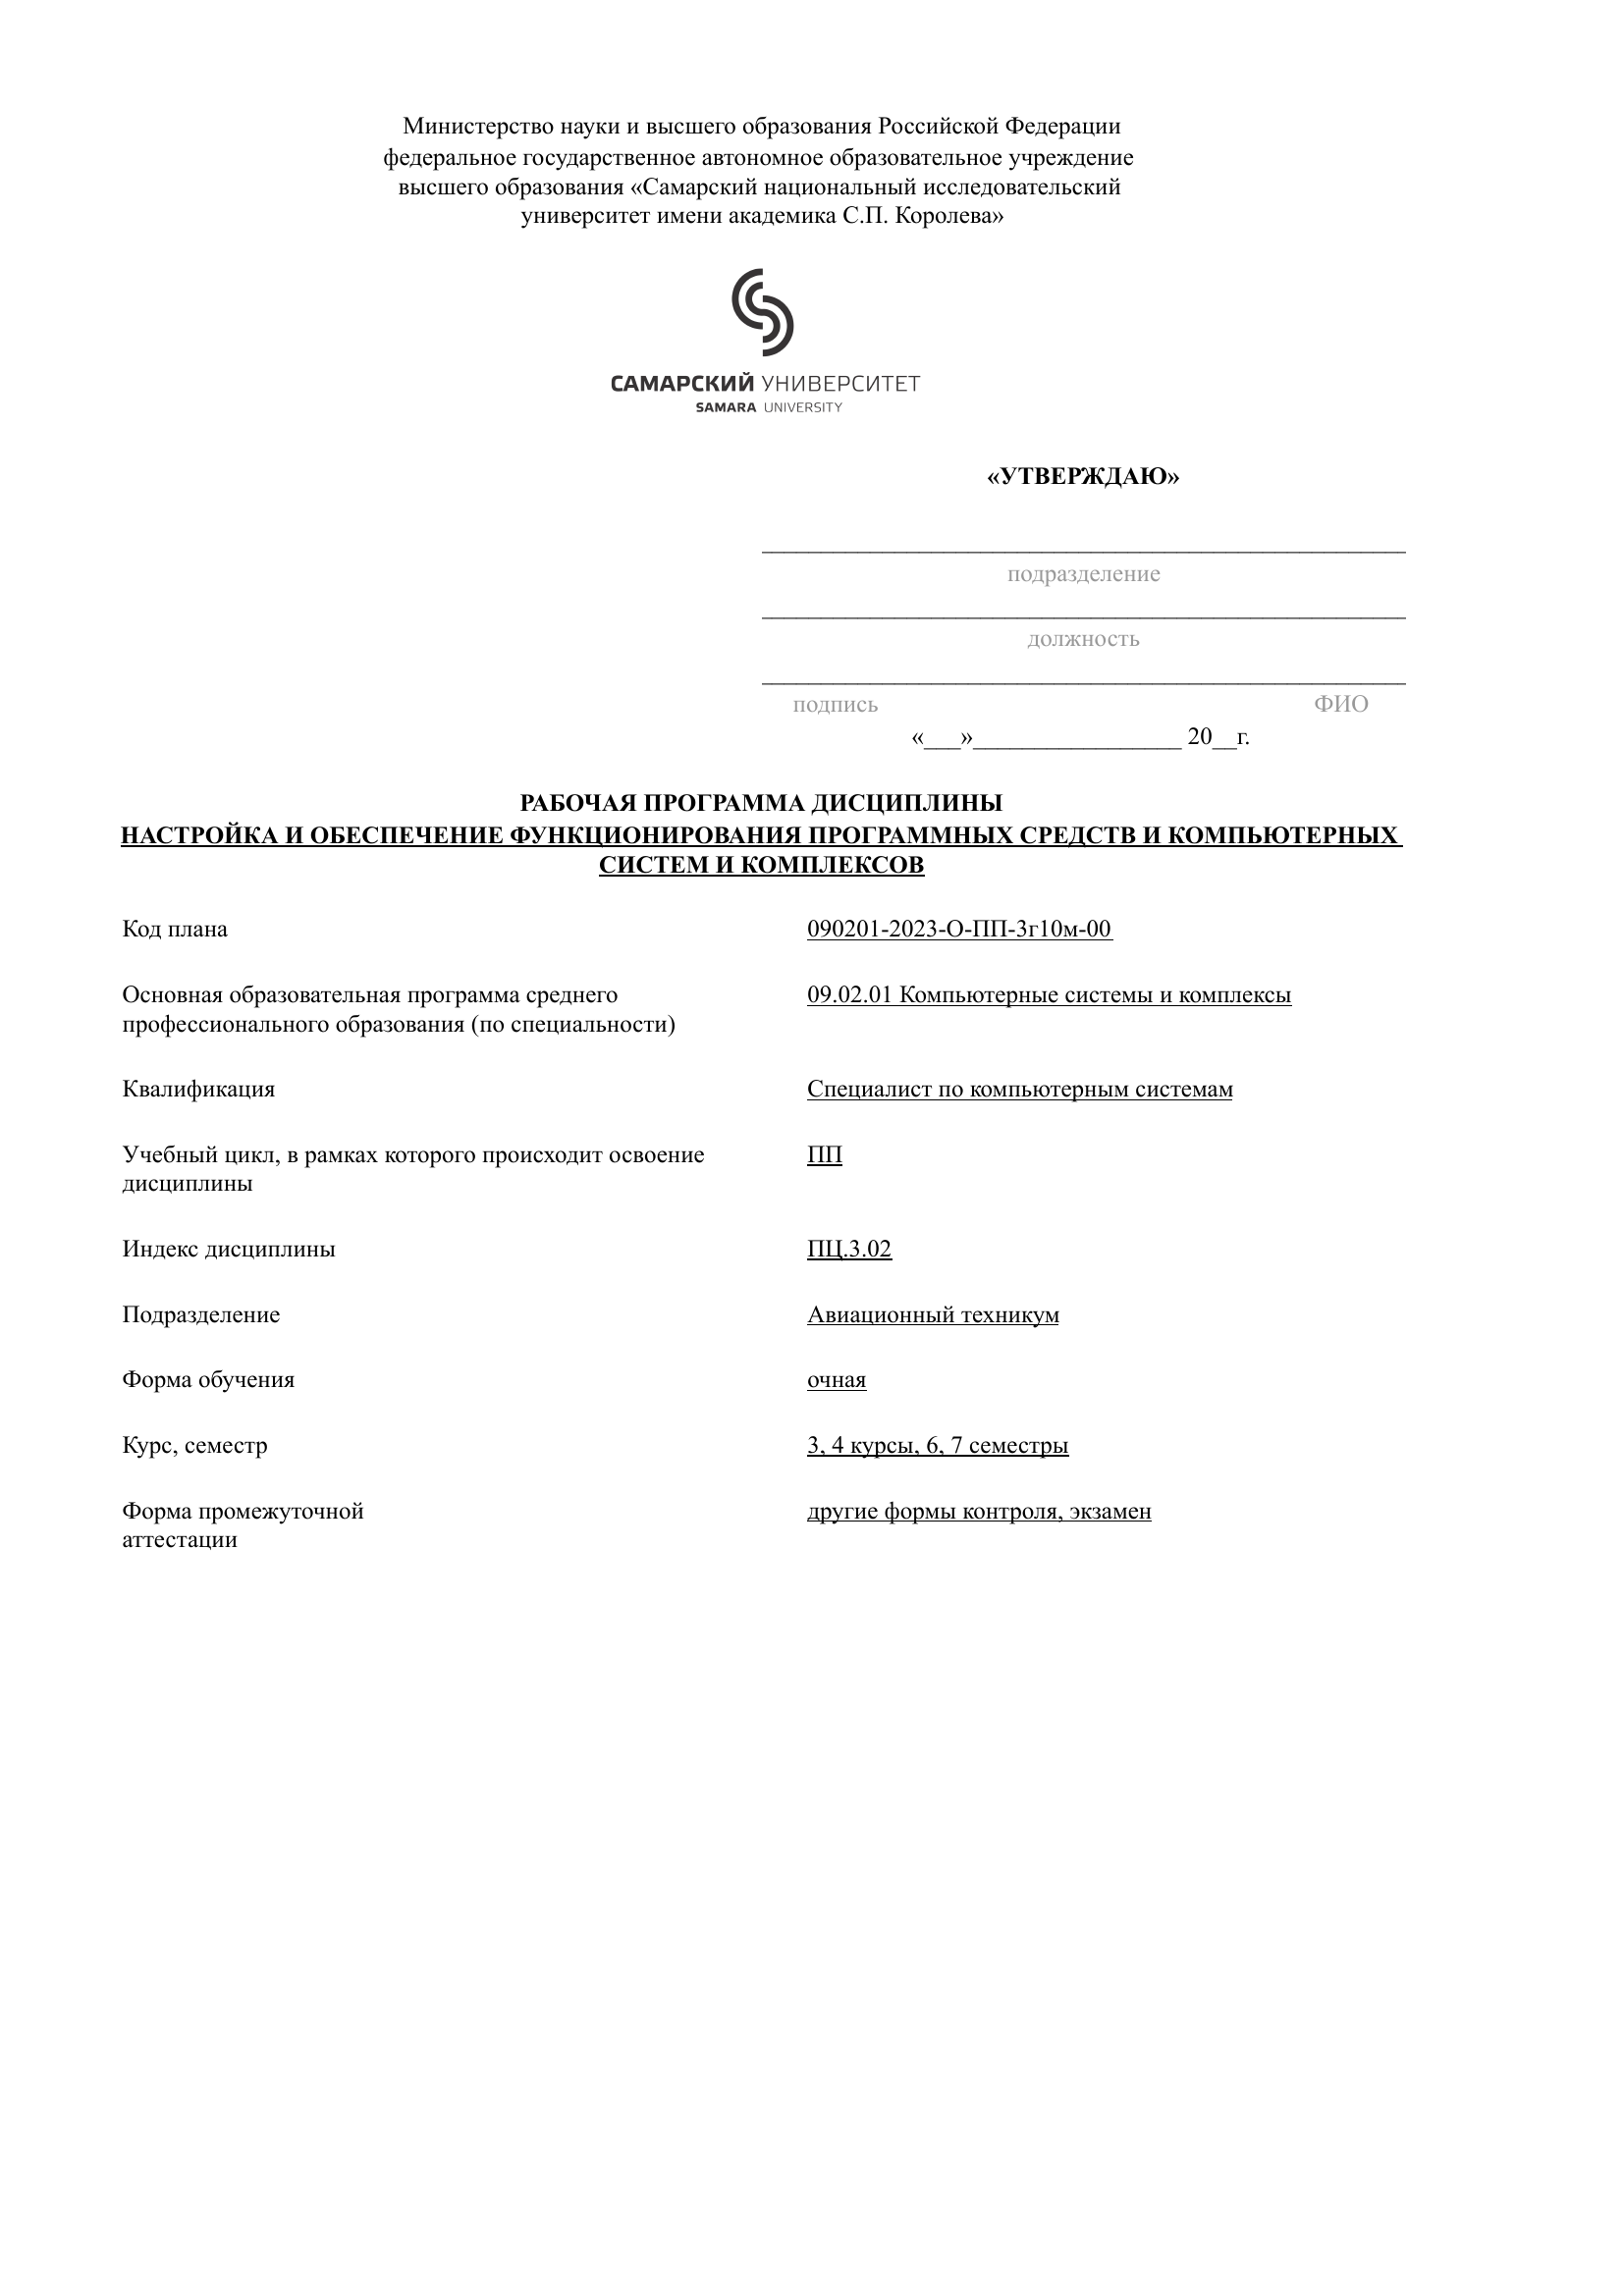 Министерство науки и высшего образования Российской Федерации
федеральное государственное автономное образовательное учреждение
высшего образования «Самарский национальный исследовательский
университет имени академика С.П. Королева»
САМАРСКИЙ УНИВЕРСИТЕТ
SAMARA UNIVERSITY
«УТВЕРЖДАЮ»
подразделение
должность
подпись ФИО
«___»_________________ 20__г.
РАБОЧАЯ ПРОГРАММА ДИСЦИПЛИНЫ
НАСТРОЙКА И ОБЕСПЕЧЕНИЕ ФУНКЦИОНИРОВАНИЯ ПРОГРАММНЫХ СРЕДСТВ И КОМПЬЮТЕРНЫХ
СИСТЕМ И КОМПЛЕКСОВ
Код плана 090201-2023-О-ПП-3г10м-00
Основная образовательная программа среднего 09.02.01 Компьютерные системы и комплексы
профессионального образования (по специальности)
Квалификация Специалист по компьютерным системам
Учебный цикл, в рамках которого происходит освоение ПП
дисциплины
Индекс дисциплины ПЦ.3.02
Подразделение Авиационный техникум
Форма обучения очная
Курс, семестр 3, 4 курсы, 6, 7 семестры
Форма промежуточной другие формы контроля, экзамен
аттестации